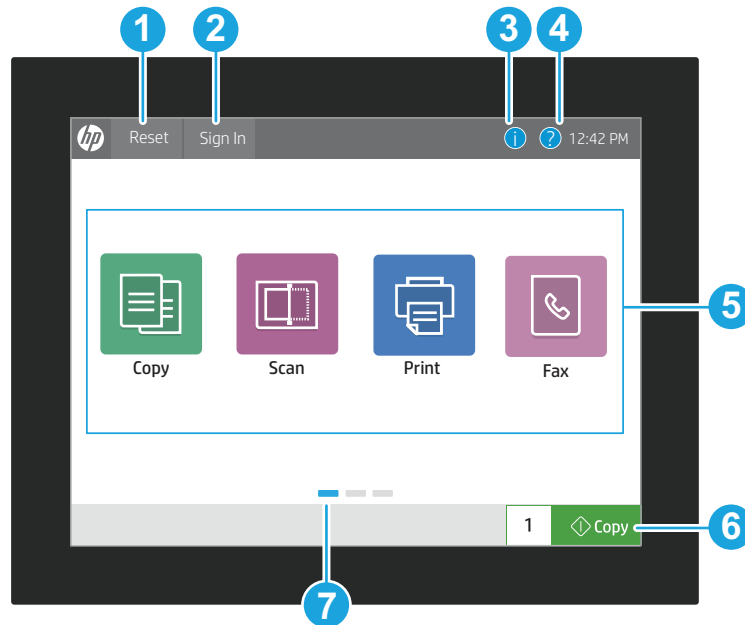 1 2 3 4
hp Reset Sign In i ? 12:42 PM
5
Copy Scan Print Fax
1 Copy 6
7